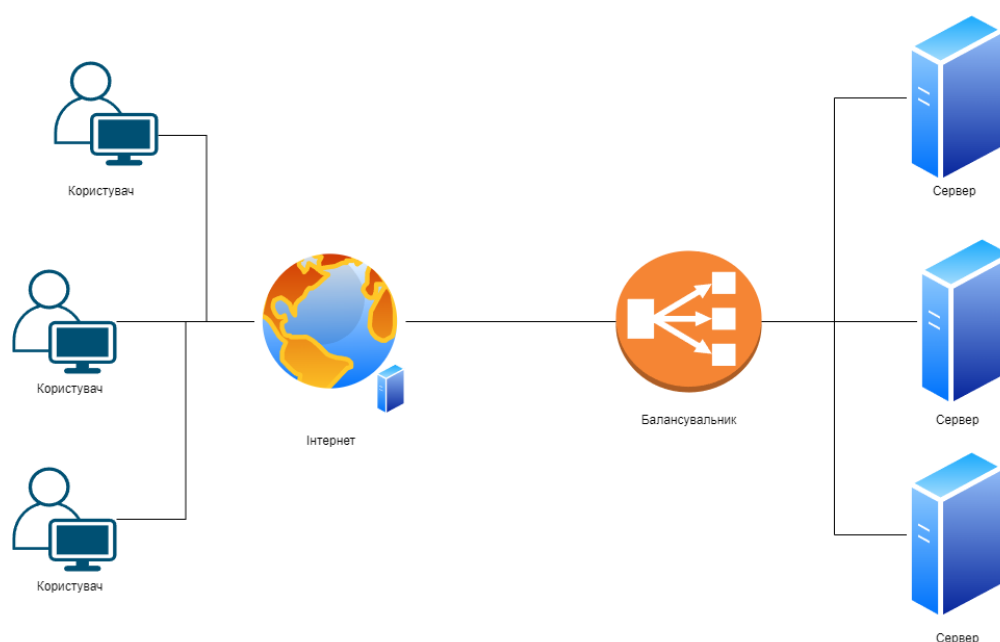 Користувач
Сервер
Користувач
Інтернет
Балансувальник
Сервер
Користувач
Сервер